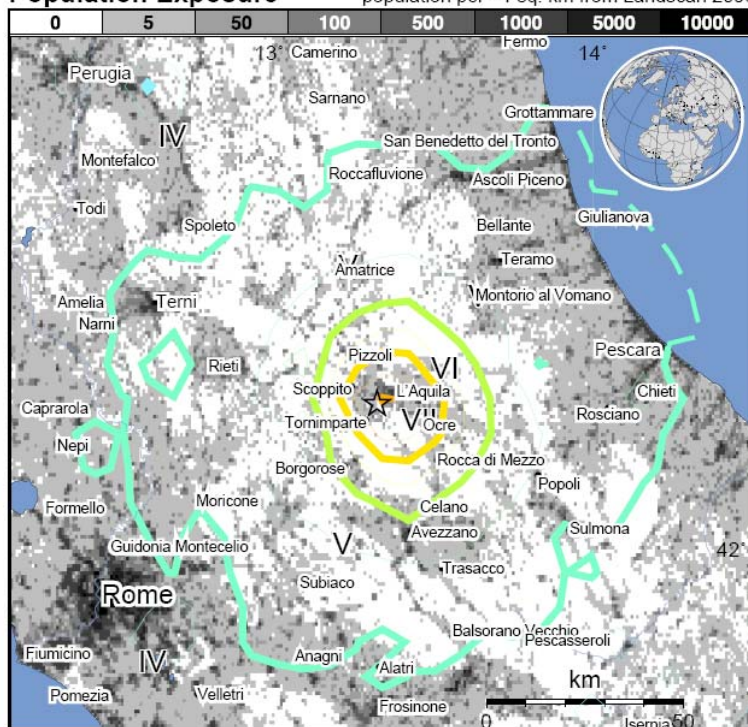 Population Exposure
population per ~1 sq. km from Landscan 2006
0 5 50 100 500 1000 5000 10000
Fermo
13°
Camerino
14°
Perugia
Sarnano
Grottammare
IV
San Benedetto del Tronto
Montefalco
Roccafluvione
Ascoli Piceno
Todi
Giulianova
Spoleto
Bellante
Teramo
V
Amatrice
Amelia
Terni
Montorio al Vomano
Narni
Pescara
Pizzoli
VI
Rieti
Scoppito
L'Aquila
Chieti
Caprarola
VII
Rosciano
Tornimparte
Ocre
Nepi
Borgorose
Rocca di Mezzo
Popoli
Formello
Moricone
Celano
Sulmona
Avezzano
Guidonia Montecelio
V
42°
Trasacco
Subiaco
Rome
Balsorano Vecchio
Pescasseroli
Fiumicino
IV
Anagni
Alatri
km
Pomezia
Velletri
Frosinone
0
Isernia
50